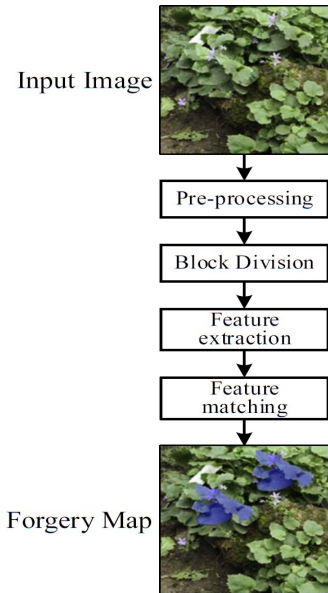 Input Image
Pre-processing
Block Division
Feature
extraction
Feature
matching
Forgery Map